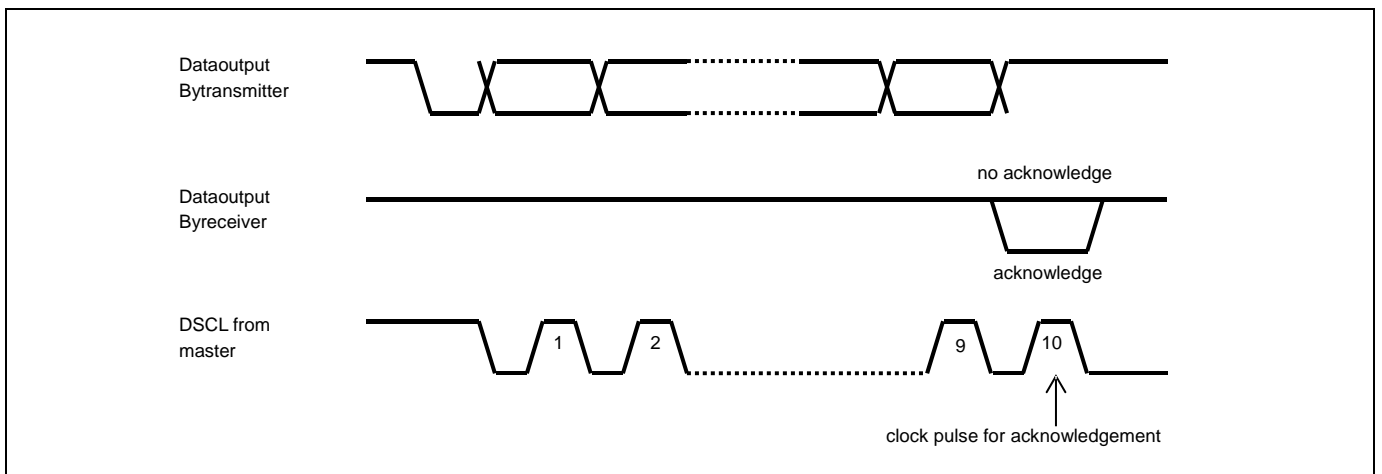 Dataoutput
Bytransmitter
no acknowledge
Dataoutput
Byreceiver
acknowledge
DSCL from
master
1
2
9
10
clock pulse for acknowledgement